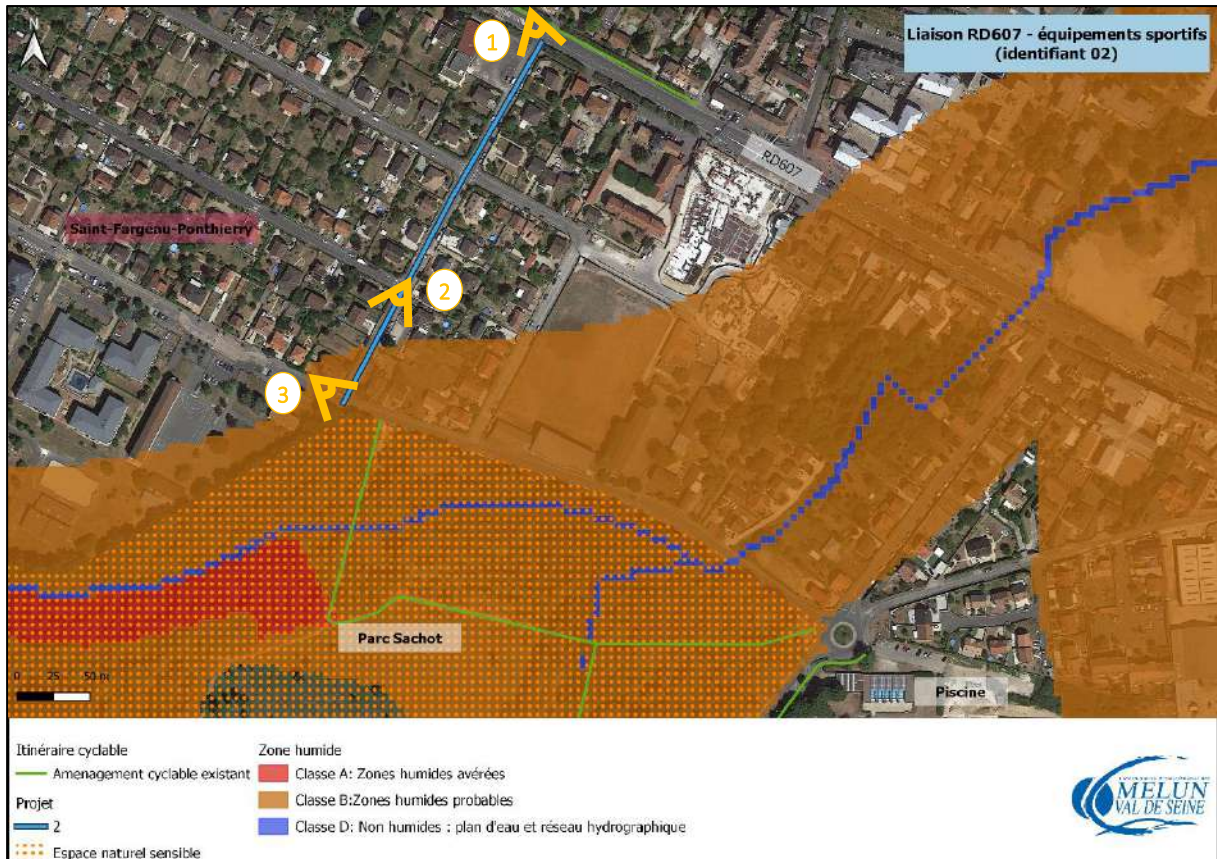 N
1
Liaison RD607 - équipements sportifs
(identifiant 02)
RD607
Saint-Fargeau-Ponthierry
2
3
Parc Sachot
0 25 50 m
Piscine
Itinéraire cyclable
Amenagement cyclable existant
Projet
2
Espace naturel sensible
Zone humide
Classe A: Zones humides avérées
Classe B:Zones humides probables
Classe D: Non humides : plan d'eau et réseau hydrographique
MELUN
VAL DE SEINE